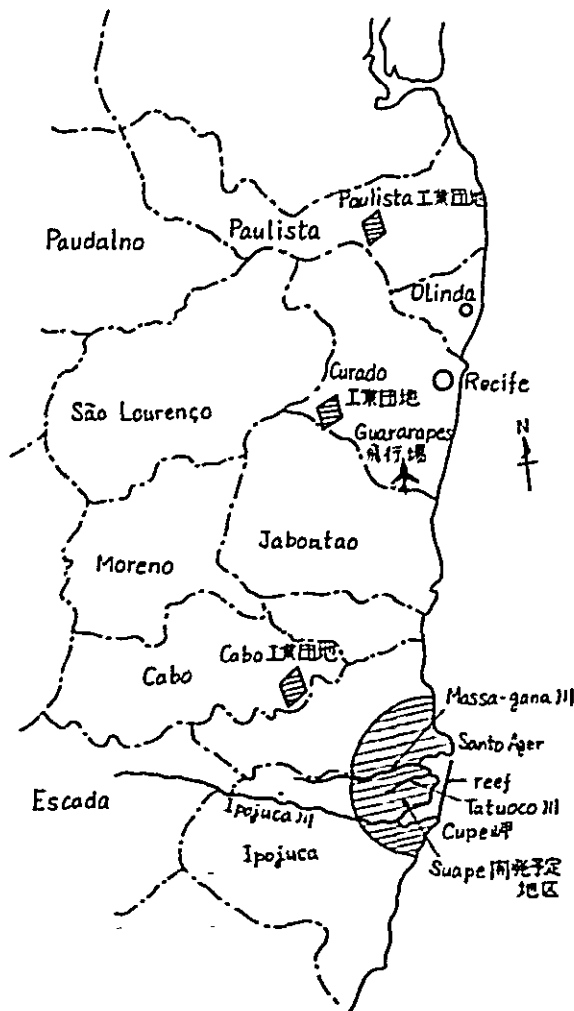 Paulista工業団地
Paulista
Paudalno
Olinda
Curado
工業団地
Recife
São Lourenço
Guararapes
飛行場
N
Jaboatao
Moreno
Cabo工業団地
Cabo
Massa-gana川
Santo Ager
reef
Escada
Tatuoco川
Ipojuca川
Cupe岬
Ipojuca
Suape開発予定
地区